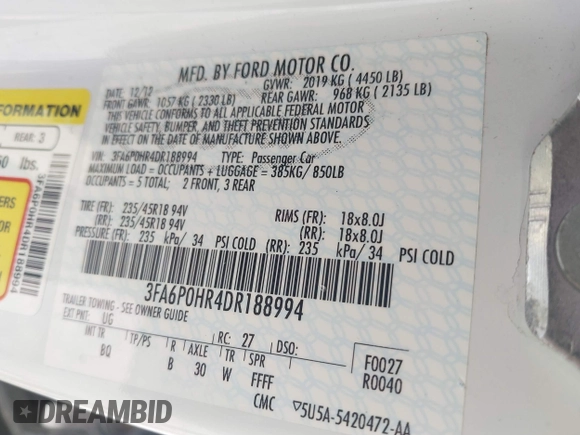 MFD. BY FORD MOTOR CO.
DATE: 12/12 GVWR: 2019 KG ( 4450 LB)
FRONT GAWR: 1057 KG ( 2330 LB) REAR GAWR: 968 KG ( 2135 LB)
THIS VEHICLE CONFORMS TO ALL APPLICABLE FEDERAL MOTOR
VEHICLE SAFETY, BUMPER, AND THEFT PREVENTION STANDARDS
IN EFFECT ON THE DATE OF MANUFACTURE SHOWN ABOVE.
VIN: 3FA6P0HR4DR188994 TYPE: Passenger Car
MAXIMUM LOAD = OCCUPANTS + LUGGAGE = 385KG/ 850LB
OCCUPANTS = 5 TOTAL: 2 FRONT, 3 REAR
TIRE (FR): 235/45R18 94V RIMS (FR): 18x8.0J
(RR): 235/45R18 94V (RR): 18x8.0J
PRESSURE (FR): 235 kPa/ 34 PSI COLD (RR): 235 kPa/ 34 PSI COLD
3FA6P0HR4DR188994
TRAILER TOWING - SEE OWNER GUIDE
EXT PNT: UG RC: 27 DSO:
INT TR TP/PS R AXLE TR SPR
BQ B 30 W FFFF
F0027
R0040
CMC ▽5U5A-5420472-AA
FORMATION
REAR: 3
lbs.
3FA6P0HR4DR188994
DREAMBID